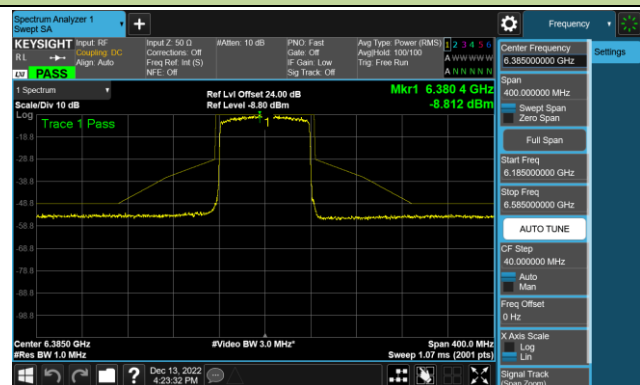 Spectrum Analyzer 1
Swept SA
Frequency
KEYSIGHT
Input: RF
Coupling: DC
Align: Auto
Input Z: 50 Ω
Corrections: Off
Freq Ref: Int (S)
NFE: Off
#Atten: 10 dB
PNO: Fast
Gate: Off
IF Gain: Low
Sig Track: Off
Avg Type: Power (RMS)
Avg|Hold: 100/100
Trig: Free Run
1 2 3 4 5 6
A W W W W W
A N N N N N
R L
LXI
PASS
1 Spectrum
Scale/Div 10 dB
Ref Lvl Offset 24.00 dB
Ref Level -8.80 dBm
Mkr1 6.380 4 GHz
-8.812 dBm
Log
Trace 1 Pass
1
-18.8
-28.8
-38.8
-48.8
-58.8
-68.8
-78.8
-88.8
-98.8
Center 6.3850 GHz
#Res BW 1.0 MHz
#Video BW 3.0 MHz*
Span 400.0 MHz
Sweep 1.07 ms (2001 pts)
Dec 13, 2022
4:23:32 PM
Center Frequency
6.385000000 GHz
Settings
Span
400.000000 MHz
Swept Span
Zero Span
Full Span
Start Freq
6.185000000 GHz
Stop Freq
6.585000000 GHz
AUTO TUNE
CF Step
40.000000 MHz
Auto
Man
Freq Offset
0 Hz
X Axis Scale
Log
Lin
Signal Track
(Span Zoom)